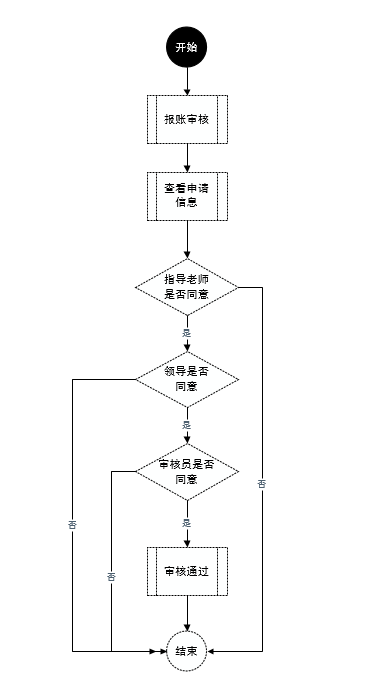 开始
报账审核
查看申请
信息
指导老师
是否同意
是
领导是否
同意
是
审核员是否
同意
否
是
否
否
审核通过
结束